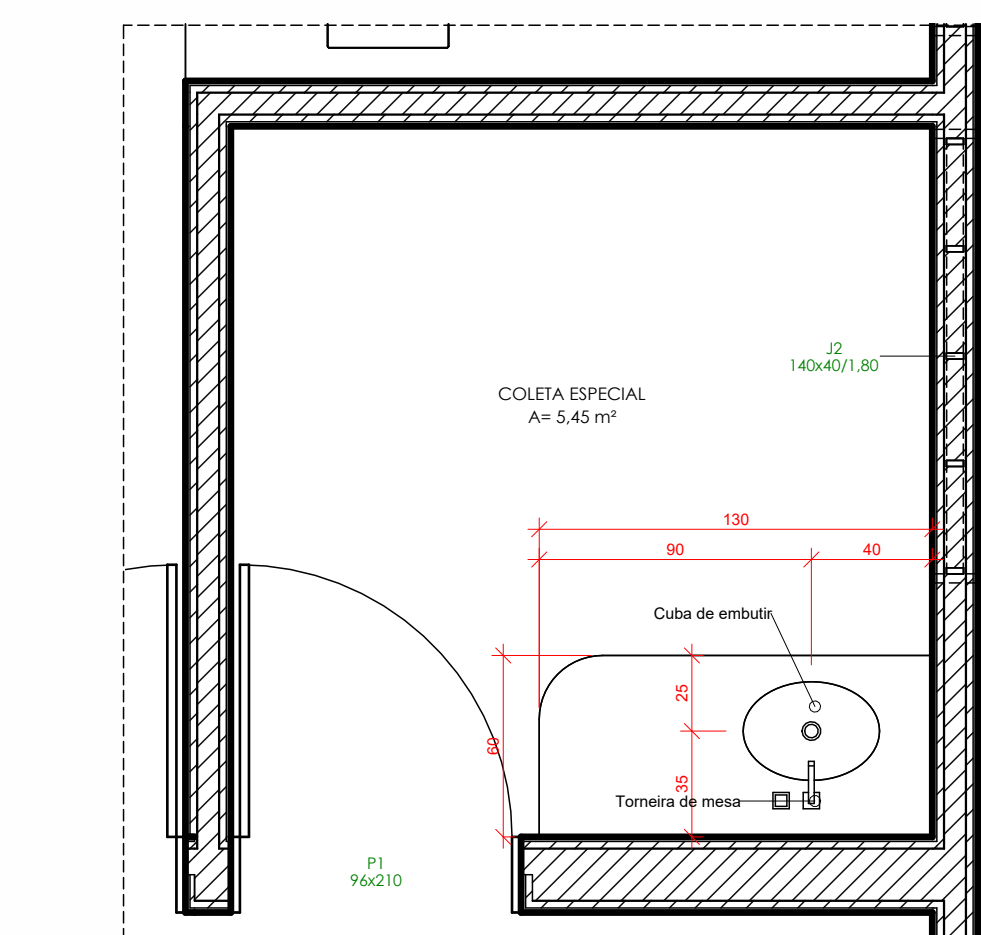 J2
140x40/1,80
COLETA ESPECIAL
A= 5,45 m²
130
90
40
Cuba de embutir
25
60
35
Torneira de mesa
P1
96x210